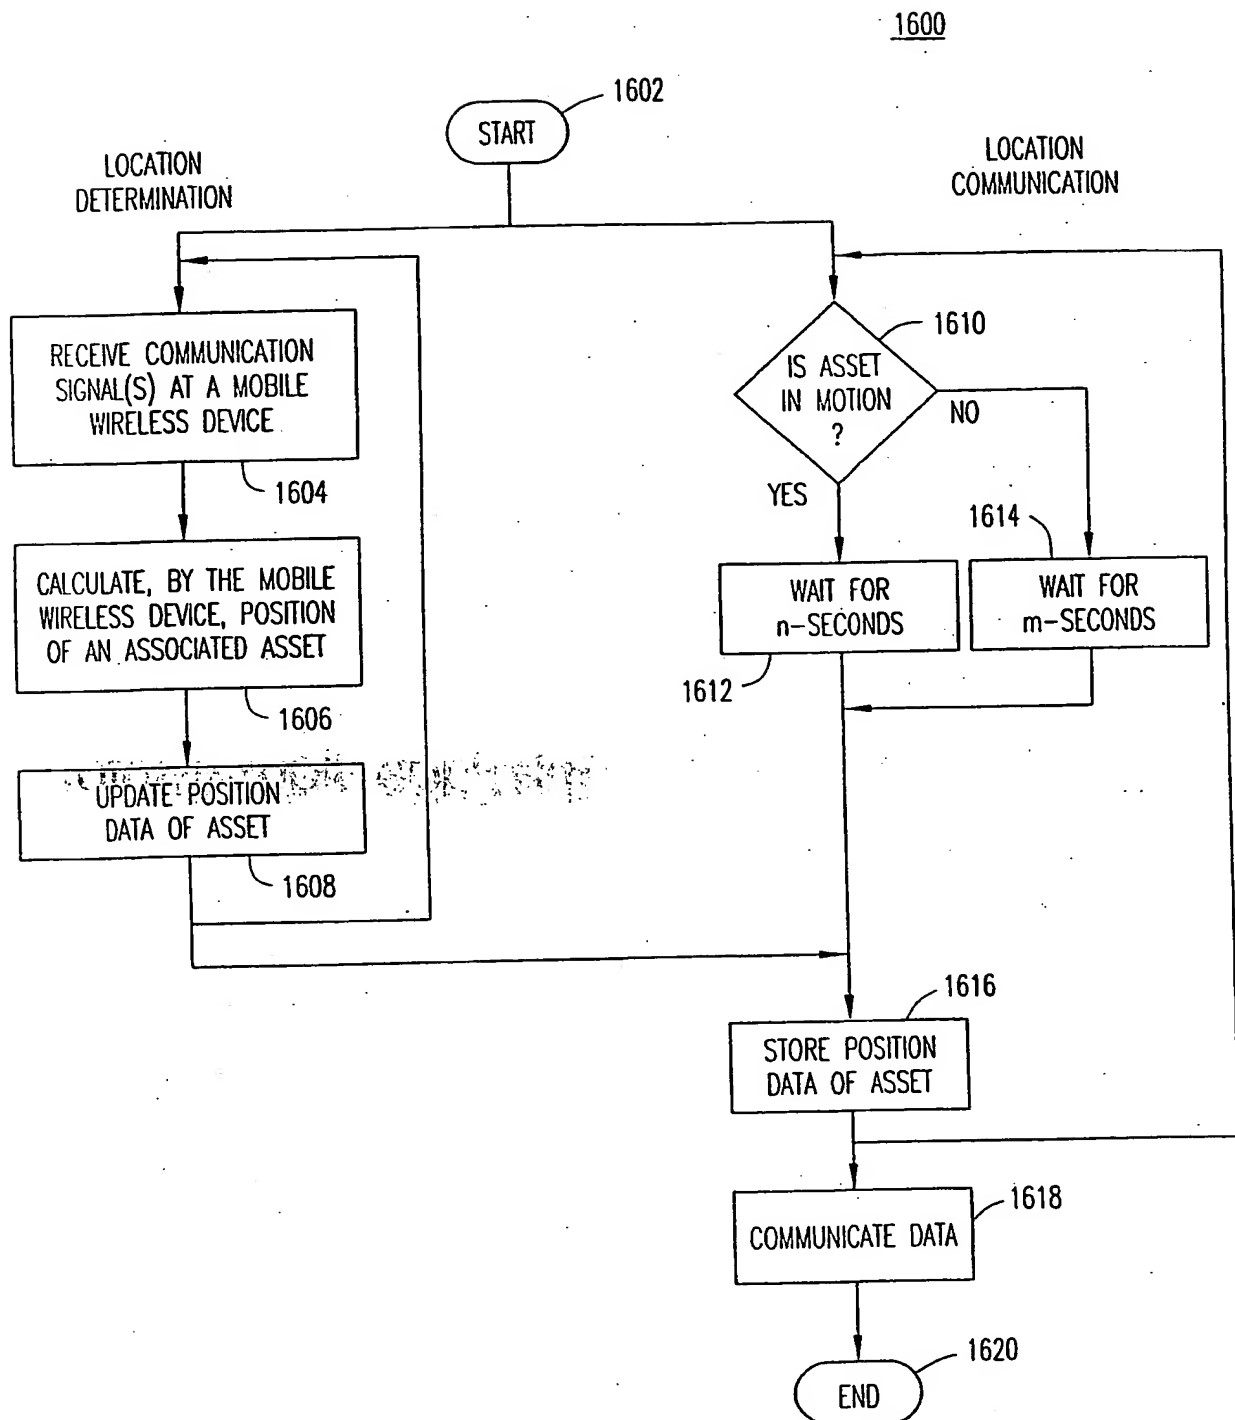 1600
1602
START
LOCATION
DETERMINATION
LOCATION
COMMUNICATION
RECEIVE COMMUNICATION
SIGNAL(S) AT A MOBILE
WIRELESS DEVICE
1604
CALCULATE, BY THE MOBILE
WIRELESS DEVICE, POSITION
OF AN ASSOCIATED ASSET
1606
UPDATE POSITION
DATA OF ASSET
1608
1610
IS ASSET
IN MOTION
?
NO
YES
1614
WAIT FOR
n-SECONDS
WAIT FOR
m-SECONDS
1612
1616
STORE POSITION
DATA OF ASSET
1618
COMMUNICATE DATA
1620
END